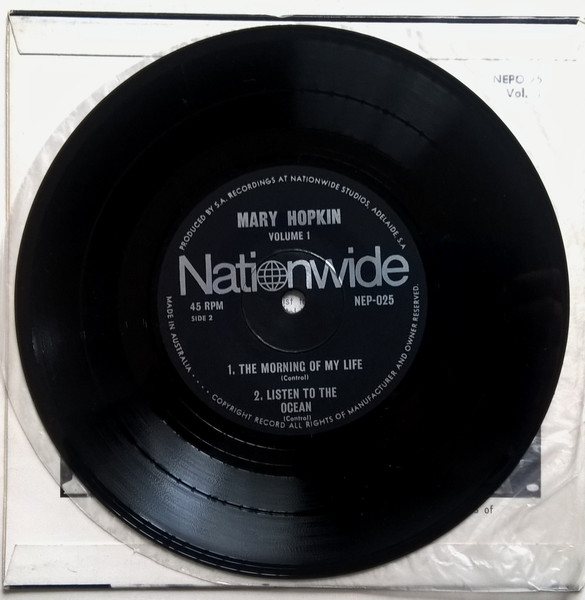 NEPO
Vol.
PRODUCED BY S.A. RECORDINGS AT NATIONWIDE STUDIOS, ADELAIDE, S.A
MARY HOPKIN
VOLUME 1
Nationwide
45 RPM
NEP-025
SIDE 2
1. THE MORNING OF MY LIFE
(Control)
2. LISTEN TO THE
OCEAN
(Control)
MADE IN AUSTRALIA .... COPYRIGHT RECORD ALL RIGHTS OF MANUFACTURER AND OWNER RESERVED.
of